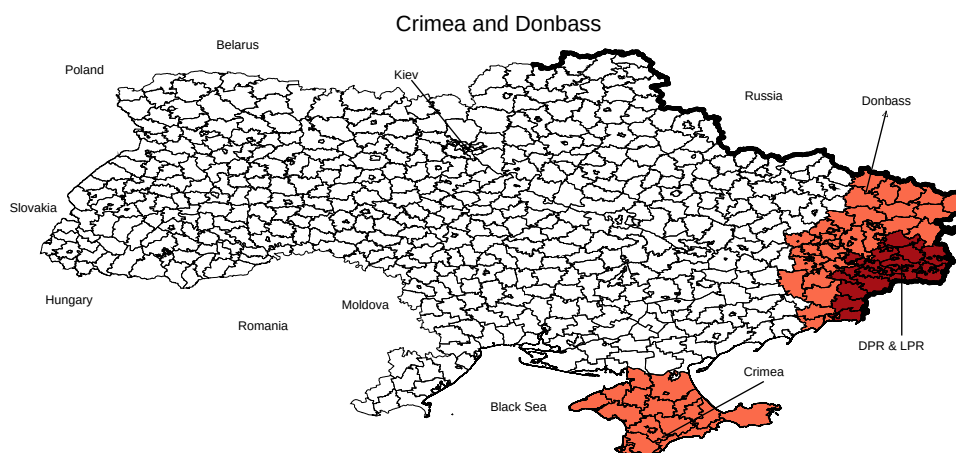 Crimea and Donbass
Belarus
Poland
Kiev
Russia
Donbass
Slovakia
Hungary
Moldova
Romania
DPR & LPR
Crimea
Black Sea